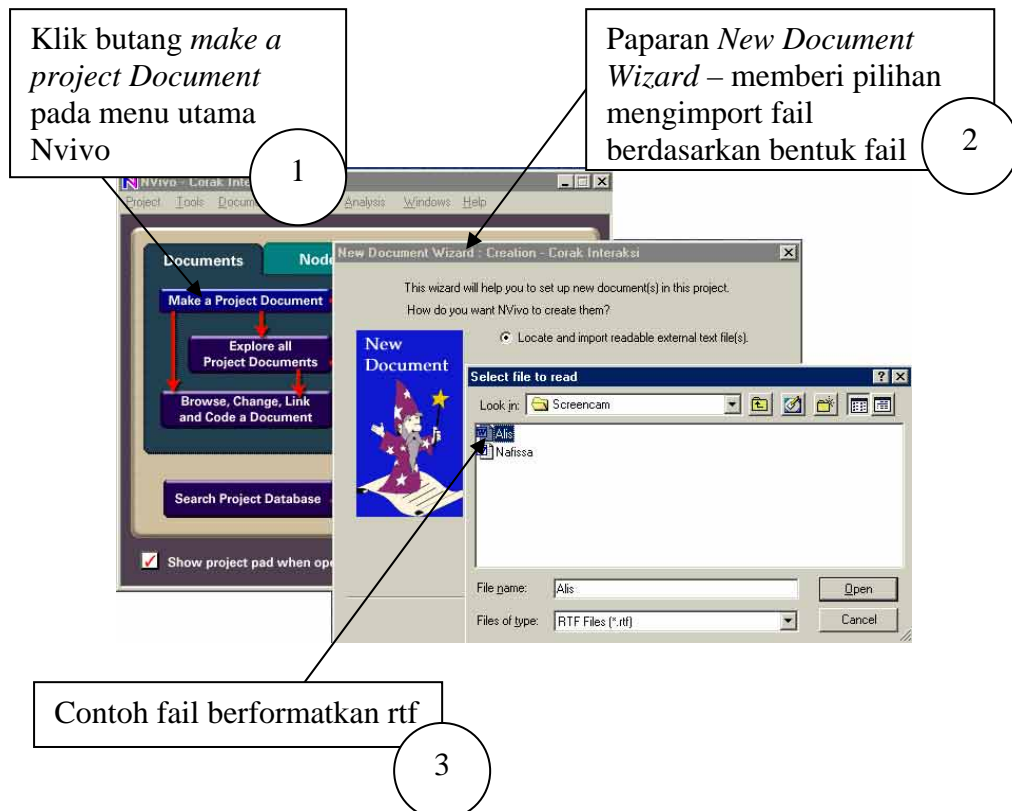 Klik butang make a
project Document
pada menu utama
Nvivo
1
Paparan New Document
Wizard – memberi pilihan
mengimport fail
berdasarkan bentuk fail
2
NVivo - Corak Inte
Project Tools Docum Analysis Windows Help
Documents Node
Make a Project Document
Explore all
Project Documents
Browse, Change, Link
and Code a Document
Search Project Database
Show project pad when ope
New Document Wizard : Creation - Corak Interaksi
This wizard will help you to set up new document(s) in this project.
How do you want NVivo to create them?
Locate and import readable external text file(s).
New
Document
Select file to read
Look in: Screencam
Alis
Nafissa
File name: Alis Open
Files of type: RTF Files (*.rtf) Cancel
Contoh fail berformatkan rtf
3